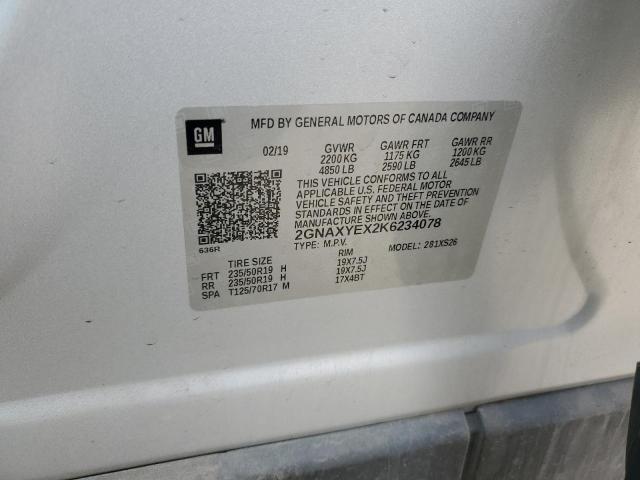 GM
MFD BY GENERAL MOTORS OF CANADA COMPANY
02/19 GVWR GAWR FRT GAWR RR
2200 KG 1175 KG 1200 KG
4850 LB 2590 LB 2645 LB
THIS VEHICLE CONFORMS TO ALL
APPLICABLE U.S. FEDERAL MOTOR
VEHICLE SAFETY AND BUMPER
STANDARDS IN EFFECT ON THE DATE
OF MANUFACTURE SHOWN ABOVE.
2GNAXYEX2K6234078
636R
TYPE: M.P.V. MODEL: 281XS26
TIRE SIZE RIM
FRT 235/50R19 H 19X7.5J
RR 235/50R19 H 19X7.5J
SPA T125/70R17 M 17X4BT